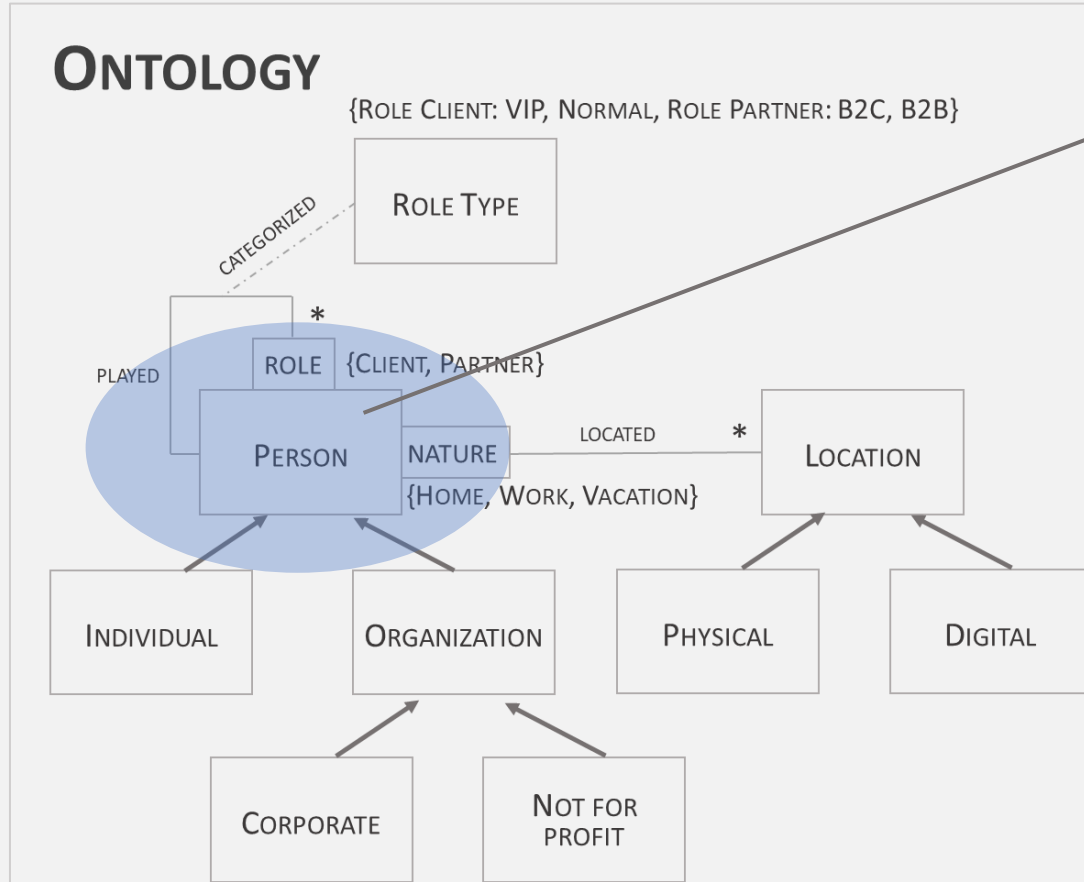 ONTOLOGY
{ROLE CLIENT: VIP, NORMAL, ROLE PARTNER: B2C, B2B}
ROLE TYPE
CATEGORIZED
*
ROLE
{CLIENT, PARTNER}
PLAYED
PERSON
NATURE
LOCATED
*
LOCATION
{HOME, WORK, VACATION}
INDIVIDUAL
ORGANIZATION
PHYSICAL
DIGITAL
CORPORATE
NOT FOR
PROFIT